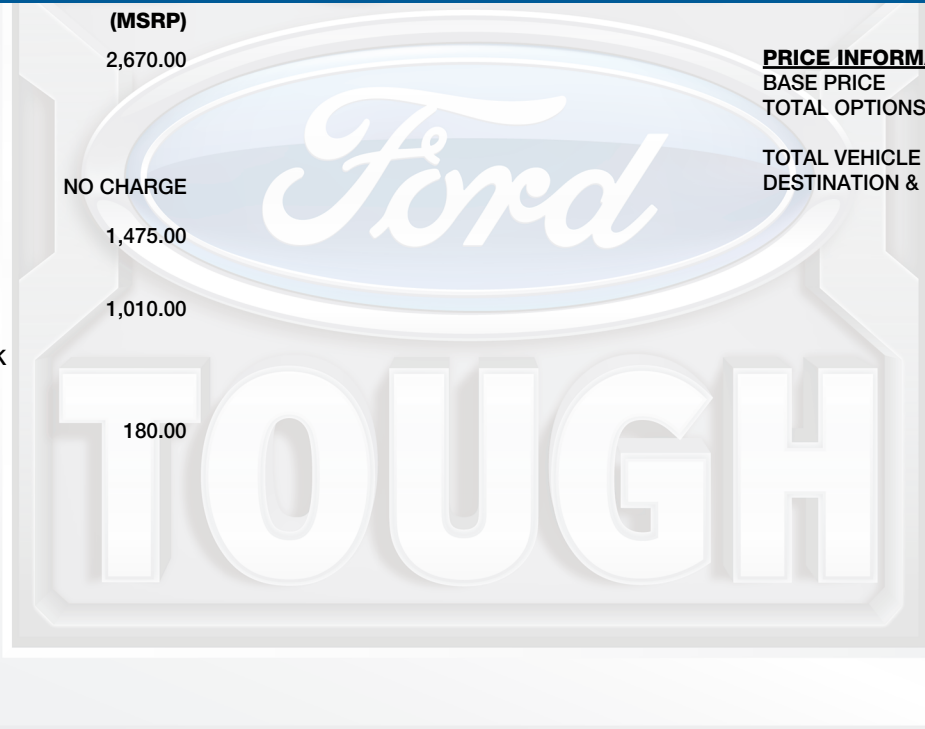 (MSRP)
2,670.00
NO CHARGE
1,475.00
1,010.00
K
180.00
PRICE INFORMA
BASE PRICE
TOTAL OPTIONS
TOTAL VEHICLE
DESTINATION &
Ford
TOUGH